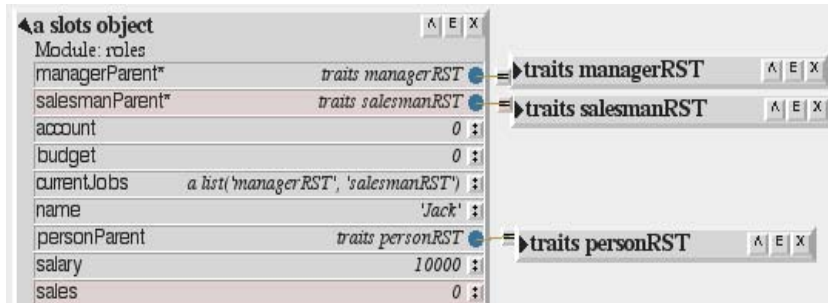 a slots object
Module: roles
managerParent* traits managerRST =
salesmanParent* traits salesmanRST =
account 0 :
budget 0 :
currentJobs a list('managerRST', 'salesmanRST') :
name 'Jack' :
personParent traits personRST =
salary 10000 :
sales 0 :
Λ E X
traits managerRST Λ E X
traits salesmanRST Λ E X
traits personRST Λ E X